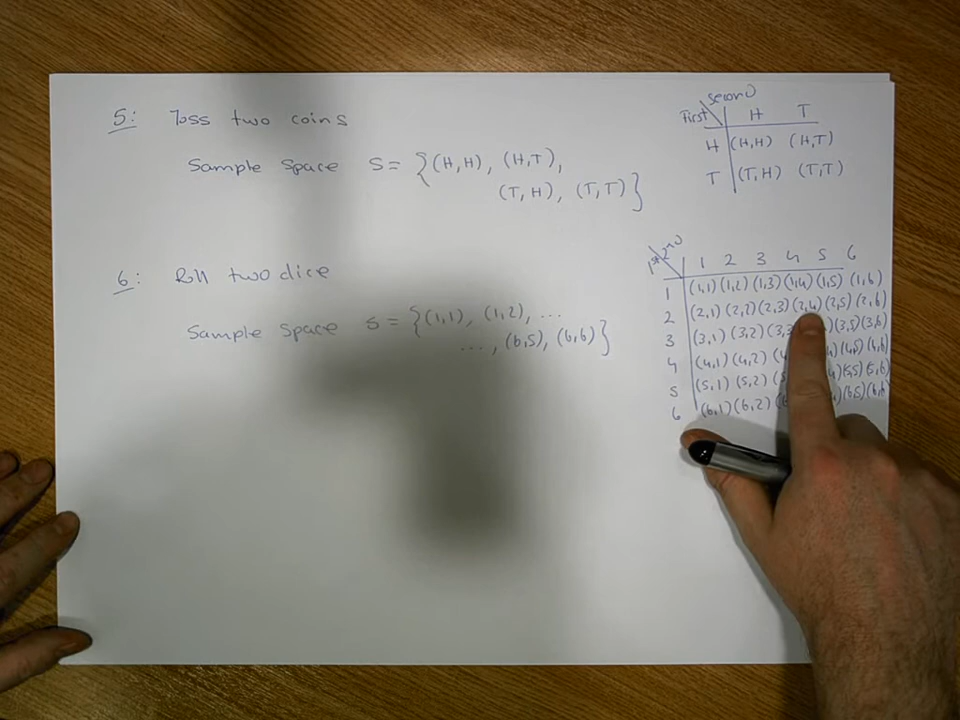 5: Toss two coins
Sample Space S = {(H,H), (H,T),
(T,H), (T,T)}
second
First H T
H (H,H) (H,T)
T (T,H) (T,T)
6: Roll two dice
Sample Space S = {(1,1), (1,2), ...
..., (6,5), (6,6)}
1st 2nd 1 2 3 4 5 6
1 (1,1) (1,2) (1,3) (1,4) (1,5) (1,6)
2 (2,1) (2,2) (2,3) (2,4) (2,5) (2,6)
3 (3,1) (3,2) (3,5) (3,6)
4 (4,1) (4,2) (4,5) (4,6)
5 (5,1) (5,2) (5,5) (5,6)
6 (6,1) (6,2) (6,5) (6,6)